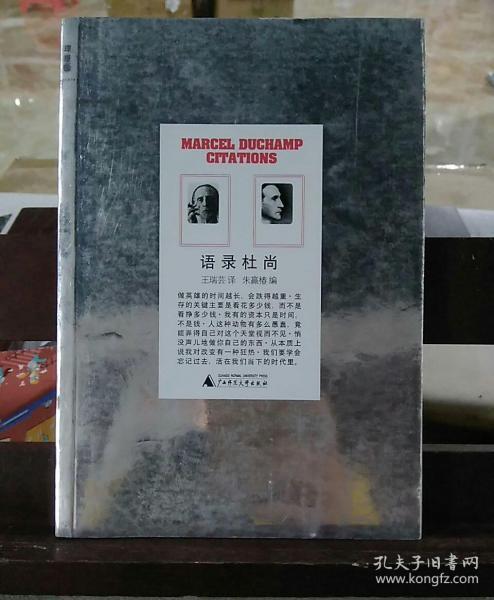 MARCEL DUCHAMP
CITATIONS
语录杜尚
王瑞芸 译 朱赢椿 编
做英雄的时间越长，会跌得越重。生
存的关键主要是看花多少钱，而不是
看挣多少钱。我有的资本只是时间，
不是钱。人这种动物有多么愚蠢，竟
能弄得自己对这个天堂视而不见。悄
没声儿地做你自己的东西。从本质上
说我对改变有一种狂热。我们要学会
忘记过去，活在我们当下的时代里。
GUANGXI NORMAL UNIVERSITY PRESS
广西师范大学出版社
孔夫子旧书网
www.kongfz.com